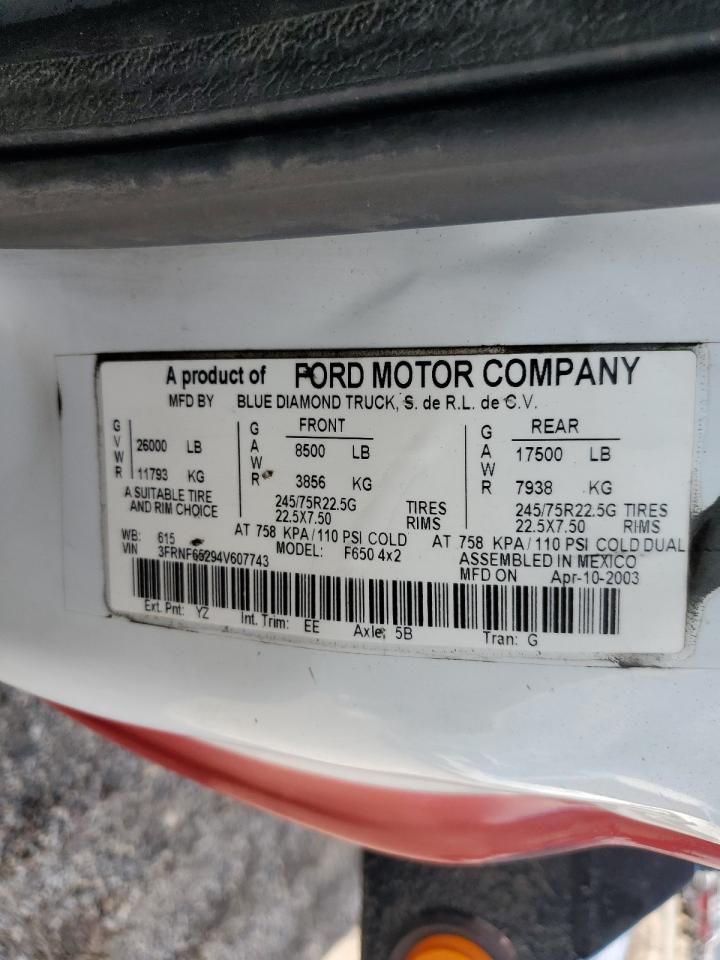 A product of FORD MOTOR COMPANY
MFD BY BLUE DIAMOND TRUCK, S. de R.L. de C.V.
GVWR 26000 LB 11793 KG
A SUITABLE TIRE
AND RIM CHOICE
FRONT
GAWR 8500 LB 3856 KG
245/75R22.5G TIRES
22.5X7.50 RIMS
AT 758 KPA/110 PSI COLD
REAR
GAWR 17500 LB 7938 KG
245/75R22.5G TIRES
22.5X7.50 RIMS
AT 758 KPA/110 PSI COLD DUAL
WB: 615
VIN 3FRNF65294V607743
MODEL: F650 4x2
ASSEMBLED IN MEXICO
MFD ON Apr-10-2003
Ext. Pnt: YZ Int. Trim: EE Axle: 5B Tran: G